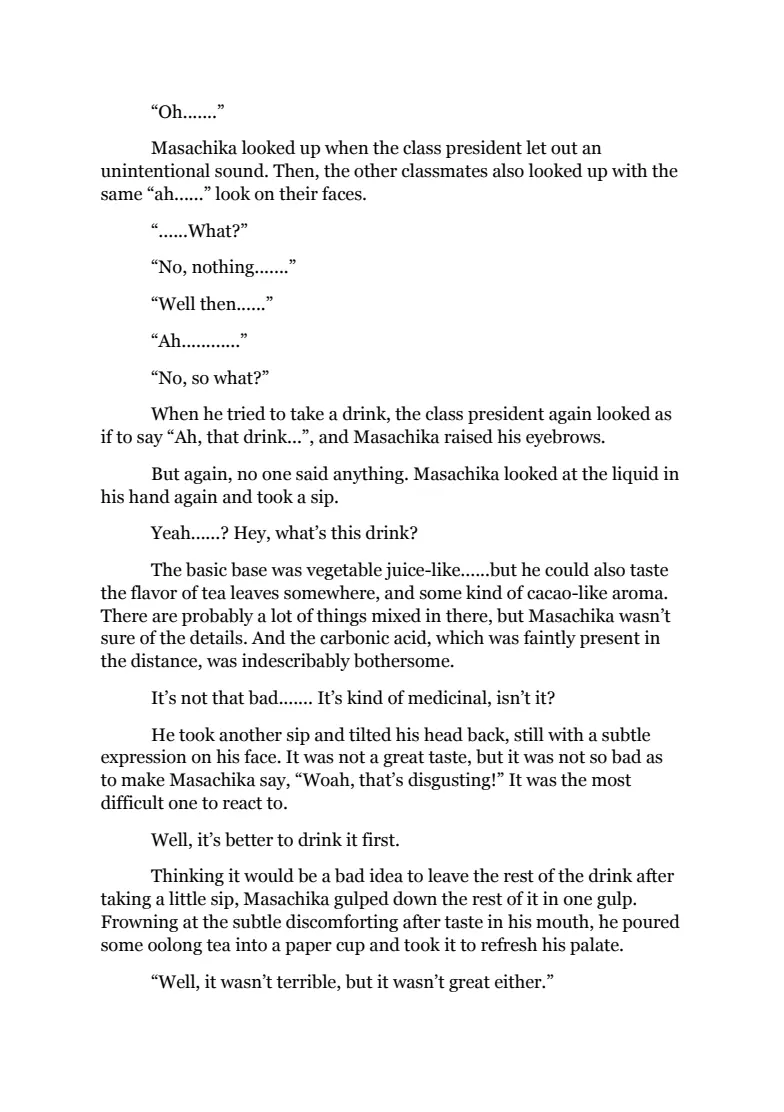 “Oh.......”
Masachika looked up when the class president let out an
unintentional sound. Then, the other classmates also looked up with the
same “ah......” look on their faces.
“......What?”
“No, nothing.......”
“Well then......”
“Ah............”
“No, so what?”
When he tried to take a drink, the class president again looked as
if to say “Ah, that drink...”, and Masachika raised his eyebrows.
But again, no one said anything. Masachika looked at the liquid in
his hand again and took a sip.
Yeah......? Hey, what’s this drink?
The basic base was vegetable juice-like......but he could also taste
the flavor of tea leaves somewhere, and some kind of cacao-like aroma.
There are probably a lot of things mixed in there, but Masachika wasn’t
sure of the details. And the carbonic acid, which was faintly present in
the distance, was indescribably bothersome.
It’s not that bad....... It’s kind of medicinal, isn’t it?
He took another sip and tilted his head back, still with a subtle
expression on his face. It was not a great taste, but it was not so bad as
to make Masachika say, “Woah, that’s disgusting!” It was the most
difficult one to react to.
Well, it’s better to drink it first.
Thinking it would be a bad idea to leave the rest of the drink after
taking a little sip, Masachika gulped down the rest of it in one gulp.
Frowning at the subtle discomforting after taste in his mouth, he poured
some oolong tea into a paper cup and took it to refresh his palate.
“Well, it wasn’t terrible, but it wasn’t great either.”